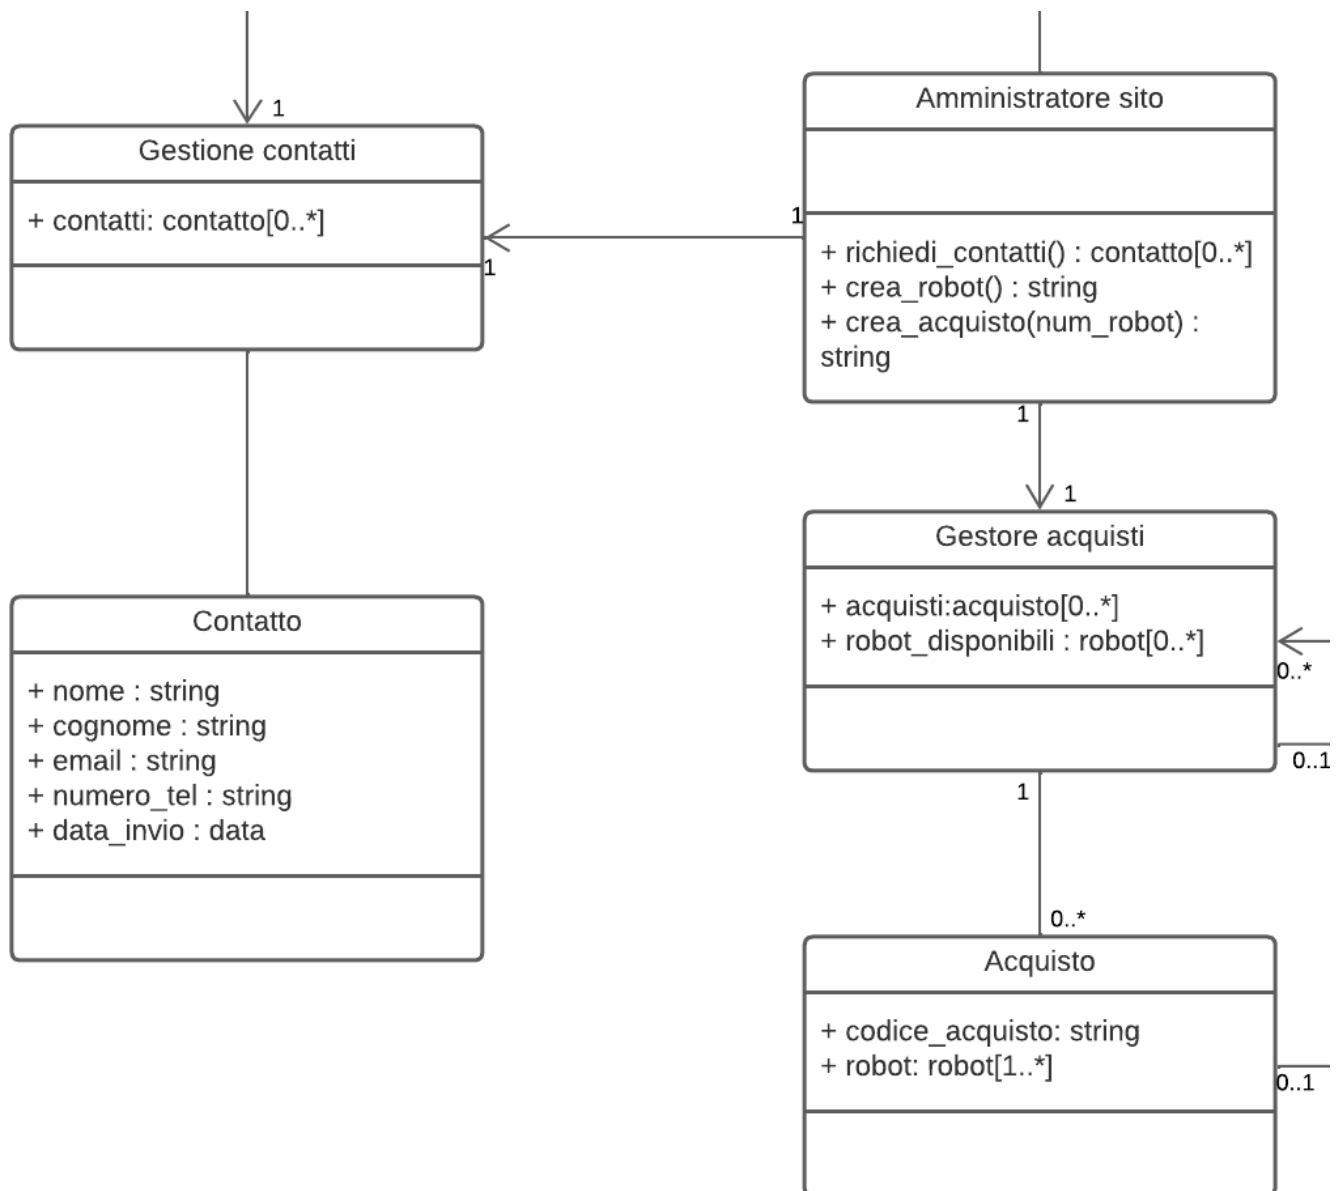 1
Gestione contatti
+ contatti: contatto[0..*]
1
Amministratore sito
1
+ richiedi_contatti() : contatto[0..*]
+ crea_robot() : string
+ crea_acquisto(num_robot) :
string
1
1
Gestore acquisti
+ acquisti:acquisto[0..*]
+ robot_disponibili : robot[0..*]
0..*
0..1
1
Contatto
+ nome : string
+ cognome : string
+ email : string
+ numero_tel : string
+ data_invio : data
0..*
Acquisto
+ codice_acquisto: string
+ robot: robot[1..*]
0..1